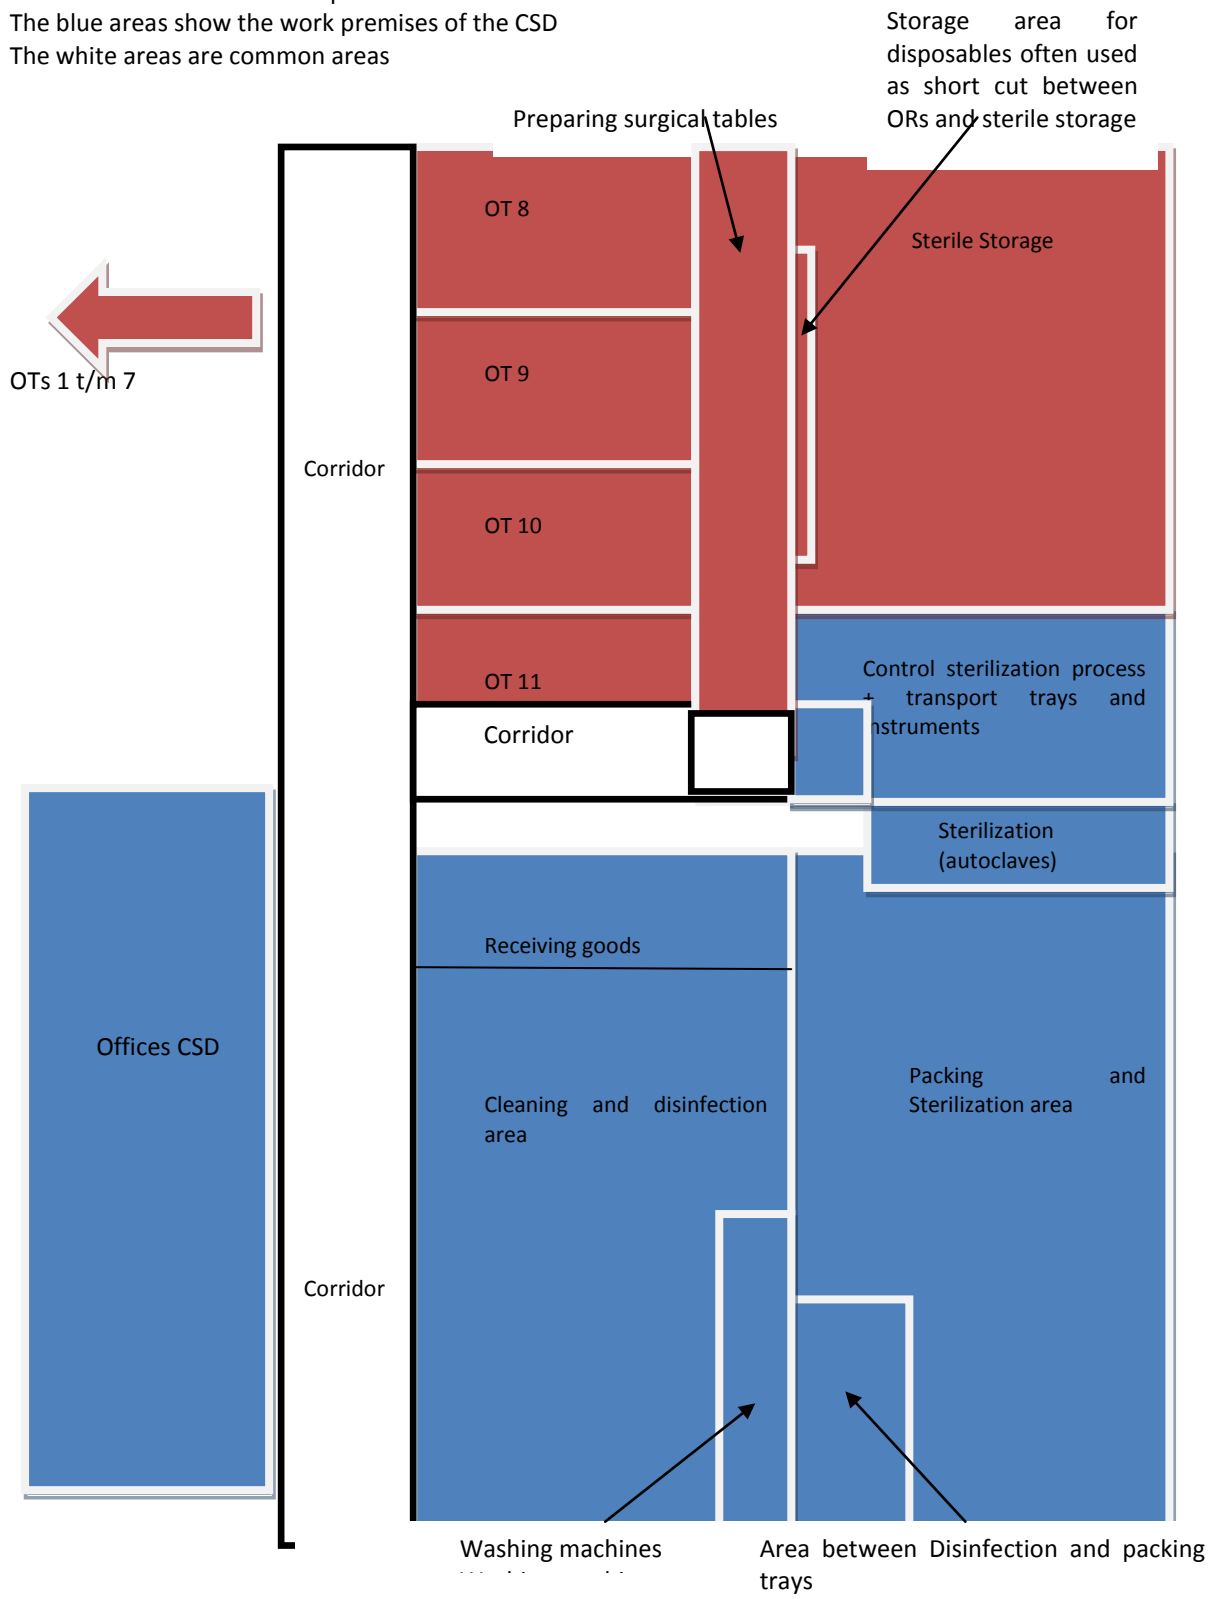 The blue areas show the work premises of the CSD
The white areas are common areas
Storage area for
disposables often used
as short cut between
ORs and sterile storage
Preparing surgical tables
OT 8
Sterile Storage
OTs 1 t/m 7
OT 9
Corridor
OT 10
OT 11
Control sterilization process
+ transport trays and
instruments
Corridor
Sterilization
(autoclaves)
Receiving goods
Offices CSD
Packing and
Sterilization area
Cleaning and disinfection
area
Corridor
Washing machines
Area between Disinfection and packing
trays